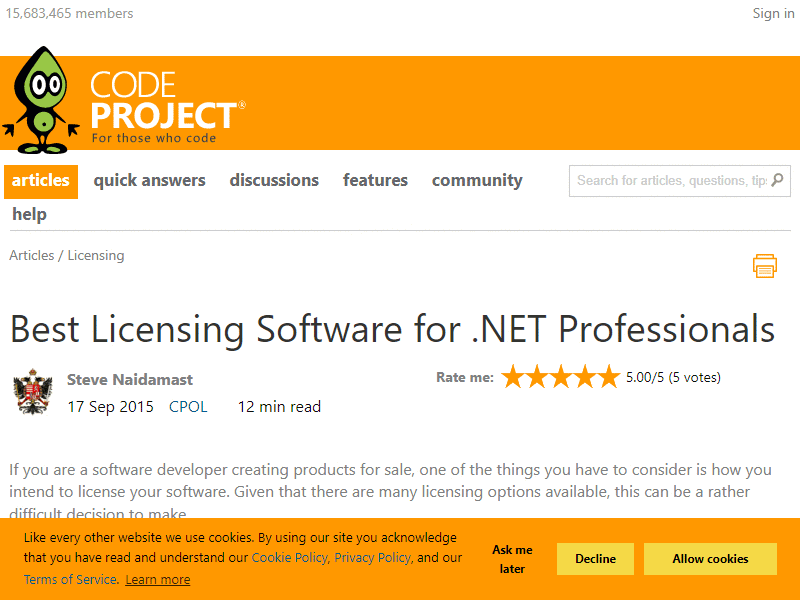 15,683,465 members
Sign in
CODE
PROJECT®
For those who code
articles quick answers discussions features community
Search for articles, questions, tips
help
Articles / Licensing
Best Licensing Software for .NET Professionals
Steve Naidamast
Rate me: 5.00/5 (5 votes)
17 Sep 2015 CPOL 12 min read
If you are a software developer creating products for sale, one of the things you have to consider is how you
intend to license your software. Given that there are many licensing options available, this can be a rather
difficult decision to make
Like every other website we use cookies. By using our site you acknowledge
that you have read and understand our Cookie Policy, Privacy Policy, and our
Terms of Service. Learn more
Ask me
later
Decline
Allow cookies